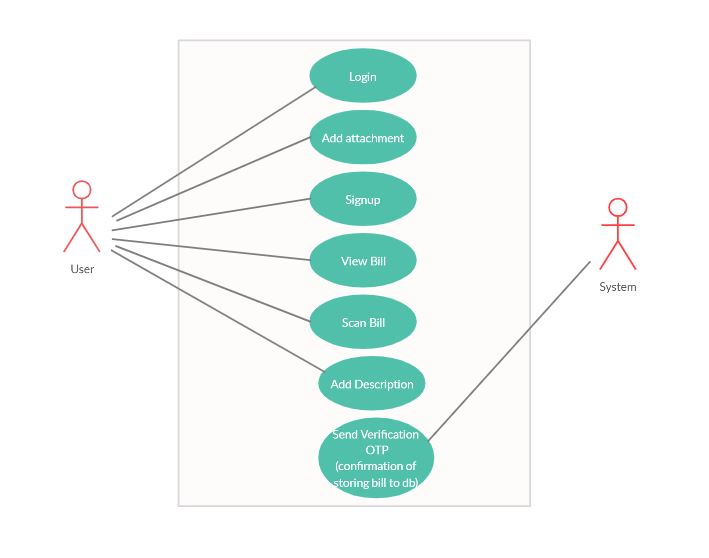 Login
Add attachment
Signup
User
View Bill
System
Scan Bill
Add Description
Send Verification
OTP
(confirmation of
storing bill to db)